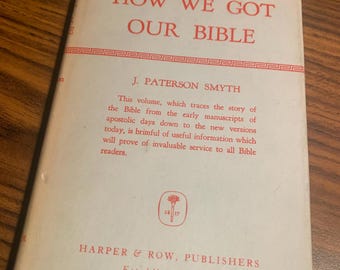 HOW WE GOT
OUR BIBLE
J. PATERSON SMYTH
This volume, which traces the story of
the Bible from the early manuscripts of
apostolic days down to the new versions
today, is brimful of useful information which
will prove of invaluable service to all Bible
readers.
18 17
HARPER & ROW, PUBLISHERS